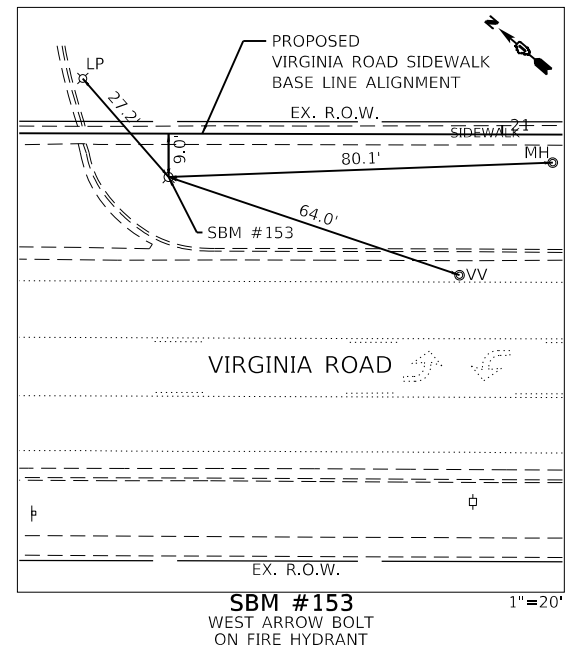 N
LP
PROPOSED
VIRGINIA ROAD SIDEWALK
BASE LINE ALIGNMENT
27.2'
EX. R.O.W.
SIDEWALK
21
9.0'
80.1'
MH
64.0'
SBM #153
VV
VIRGINIA ROAD
EX. R.O.W.
SBM #153
1"=20'
WEST ARROW BOLT
ON FIRE HYDRANT